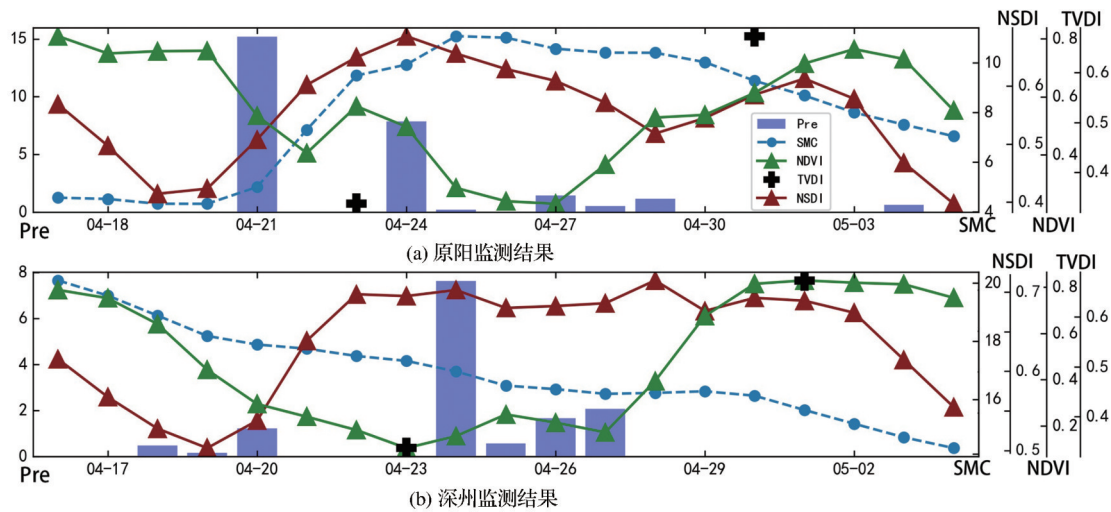 NSDI TVDI
15
10
5
0
10
8
6
4
0.6
0.5
0.4
0.8
0.6
0.6
0.5
0.4
0.4
Pre
SMC
NDVI
TVDI
NSDI
04-18 04-21 04-24 04-27 04-30 05-03
Pre SMC NDVI
(a) 原阳监测结果
NSDI TVDI
8
6
4
2
0
20
18
16
0.7
0.6
0.5
0.8
0.6
0.5
0.4
0.4
0.2
04-17 04-20 04-23 04-26 04-29 05-02
Pre SMC NDVI
(b) 深州监测结果